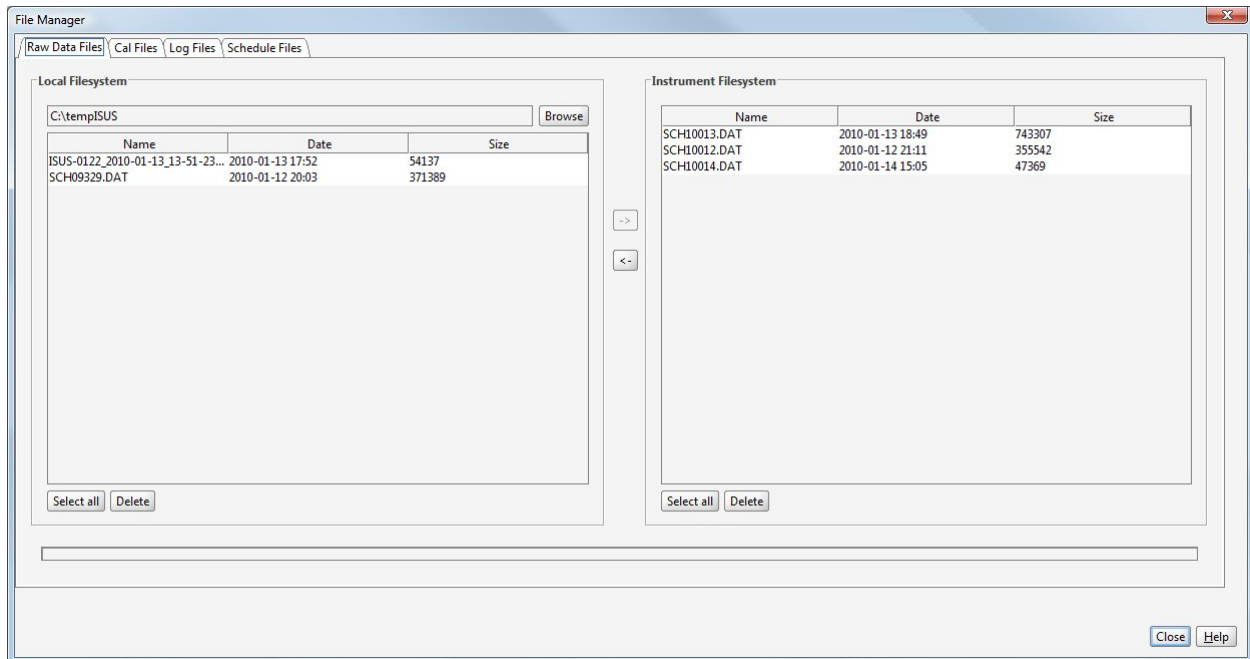 File Manager
Raw Data Files Cal Files Log Files Schedule Files
Local Filesystem
C:\tempISUS Browse
Name Date Size
ISUS-0122_2010-01-13_13-51-23... 2010-01-13 17:52 54137
SCH09329.DAT 2010-01-12 20:03 371389
Select all Delete
->
<-
Instrument Filesystem
Name Date Size
SCH10013.DAT 2010-01-13 18:49 743307
SCH10012.DAT 2010-01-12 21:11 355542
SCH10014.DAT 2010-01-14 15:05 47369
Select all Delete
Close Help